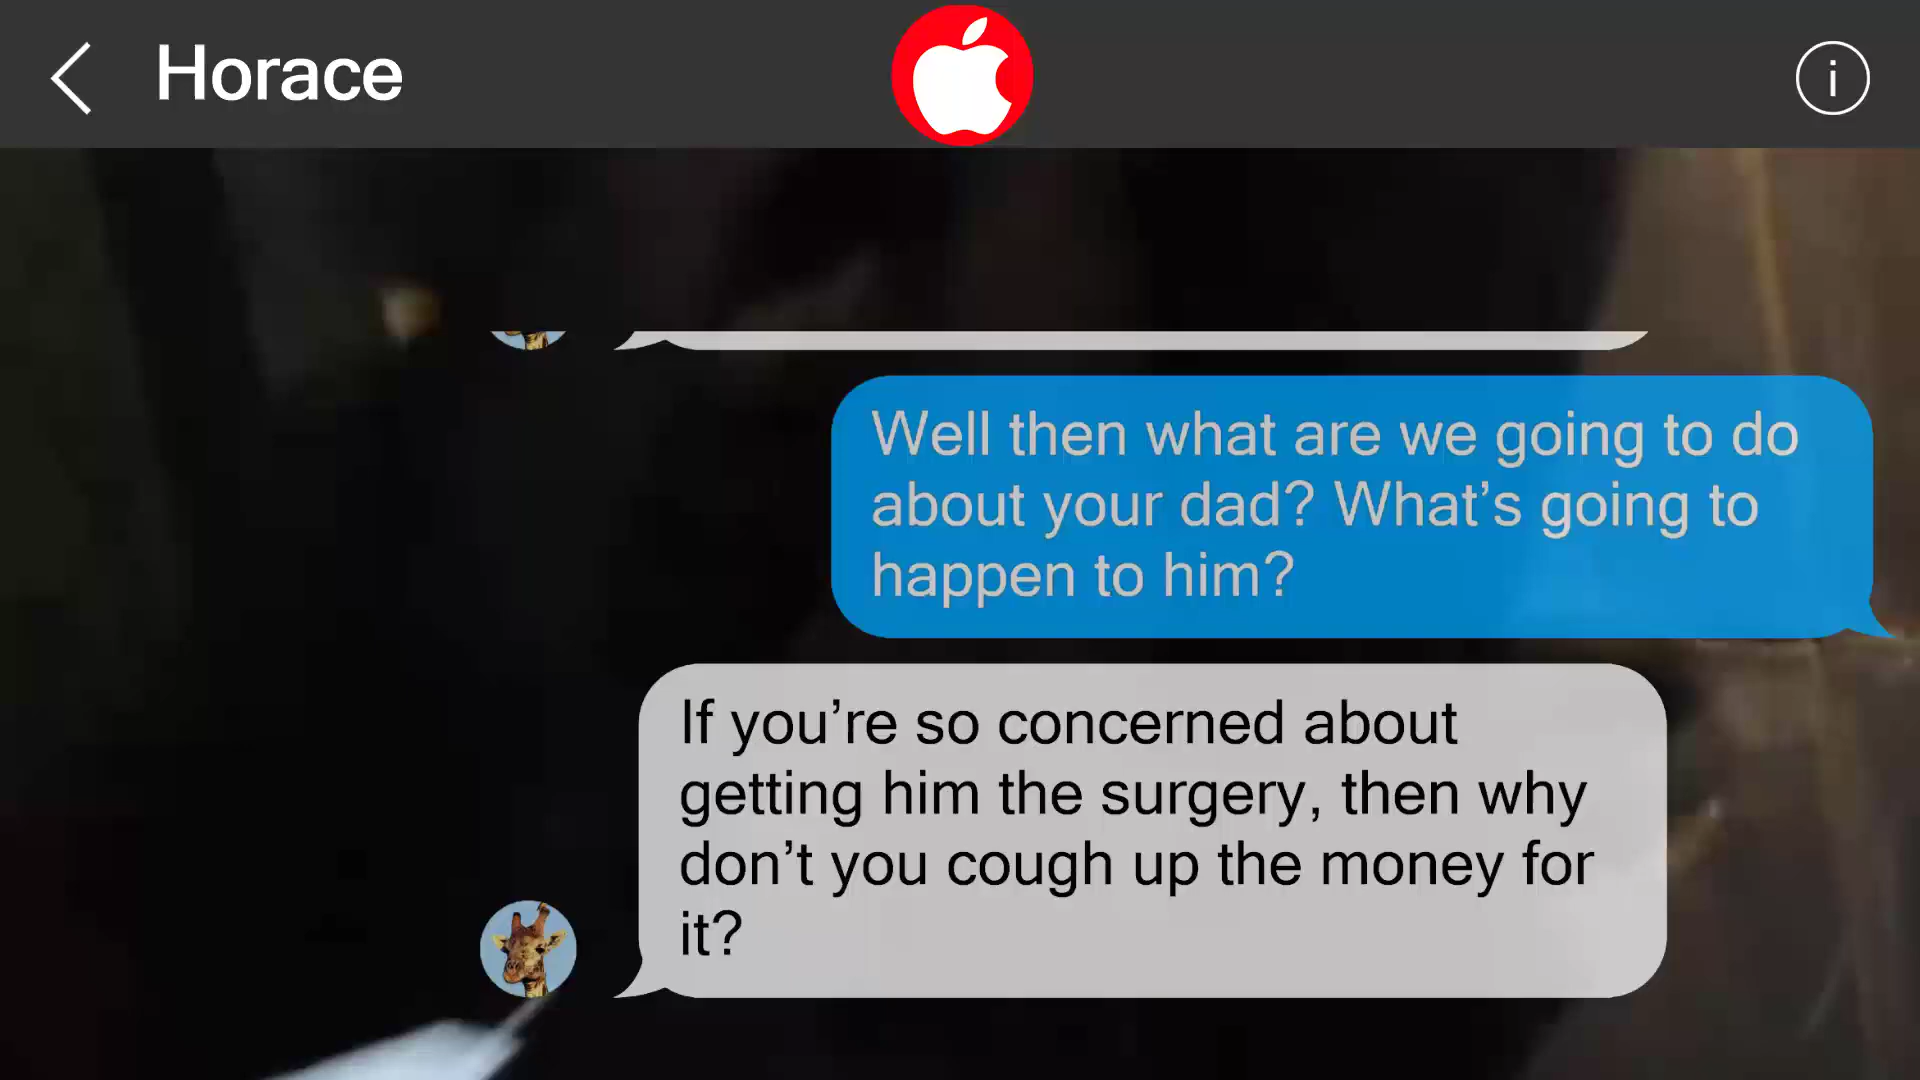 Horace
Well then what are we going to do
about your dad? What’s going to
happen to him?
If you’re so concerned about
getting him the surgery, then why
don’t you cough up the money for
it?